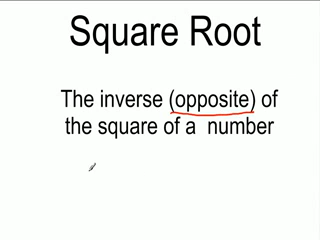 Square Root
The inverse (opposite) of
the square of a number